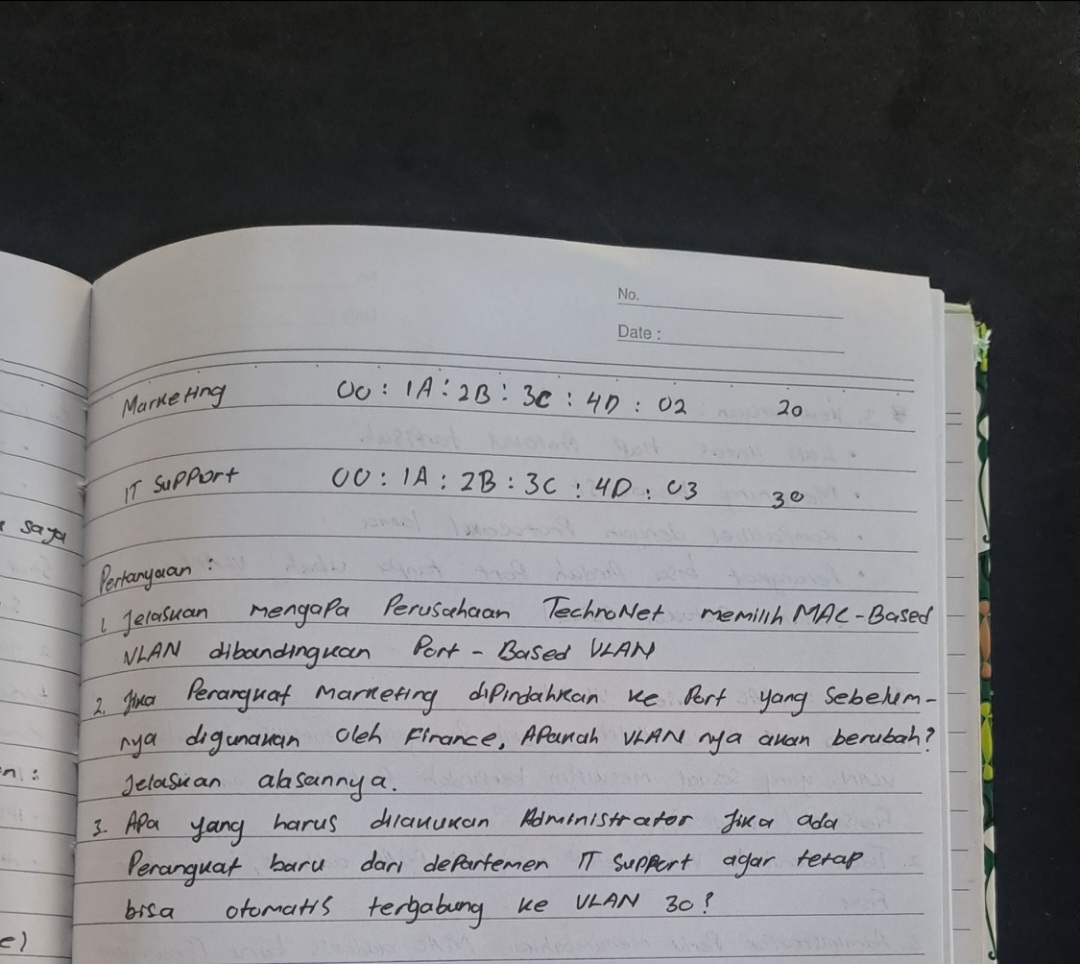 No.
Date :
Marketing 00 : 1A : 2B : 3C : 4D : 02 20
IT Support 00 : 1A : 2B : 3C : 4D : 03 30
saya
Pertanyaan :
1. Jelaskan mengapa Perusahaan TechnoNet memilih MAC-Based
VLAN dibandingkan Port - Based VLAN
2. Jika Perangkat Marketing dipindahkan ke Port yang Sebelum-
nya digunakan oleh Finance, Apakah VLAN nya akan berubah?
Jelaskan alasannya.
3. Apa yang harus dilakukan Administrator Jika ada
Perangkat baru dari departemen IT Support agar tetap
bisa otomatis tergabung ke VLAN 30?